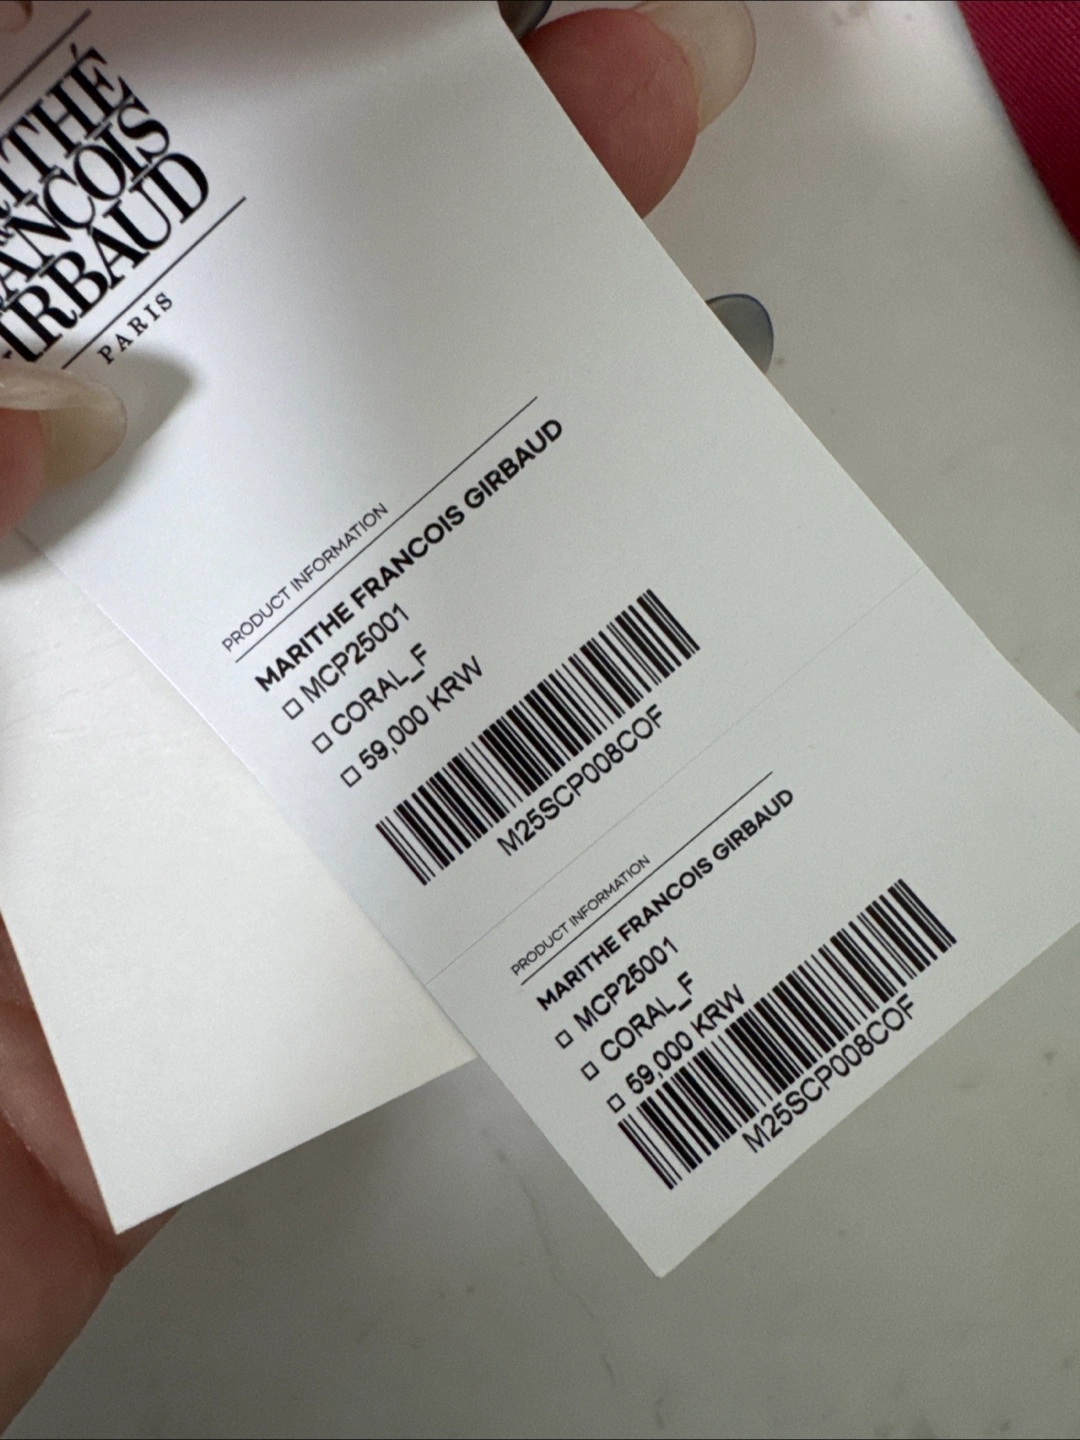 PARIS
PRODUCT INFORMATION
MARITHE FRANCOIS GIRBAUD
□ MCP25001
□ CORAL_F
□ 59,000 KRW
M25SCP008COF
PRODUCT INFORMATION
MARITHE FRANCOIS GIRBAUD
□ MCP25001
□ CORAL_F
□ 59,000 KRW
M25SCP008COF